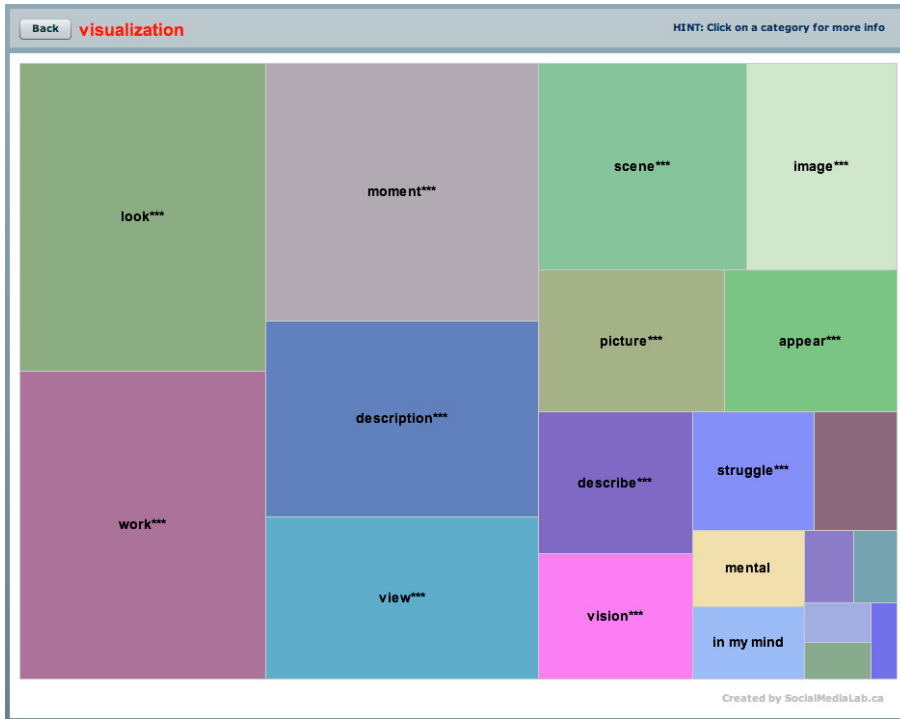 Back
visualization
HINT: Click on a category for more info
look***
moment***
scene***
image***
picture***
appear***
description***
describe***
struggle***
work***
view***
vision***
mental
in my mind
Created by SocialMediaLab.ca